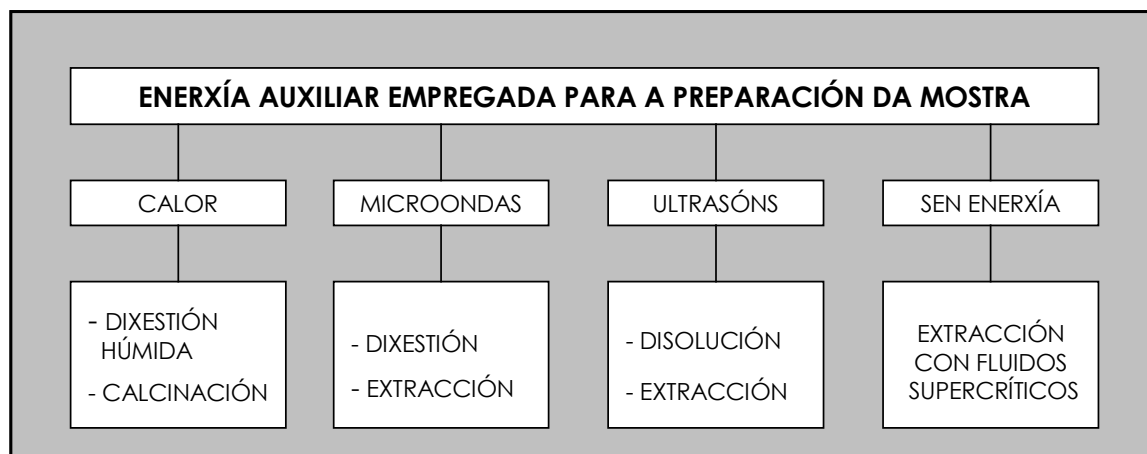 ENERXÍA AUXILIAR EMPREGADA PARA A PREPARACIÓN DA MOSTRA
CALOR
MICROONDAS
ULTRASÓNS
SEN ENERXÍA
- DIXESTIÓN
HÚMIDA
- CALCINACIÓN
- DIXESTIÓN
- EXTRACCIÓN
- DISOLUCIÓN
- EXTRACCIÓN
EXTRACCIÓN
CON FLUIDOS
SUPERCRÍTICOS